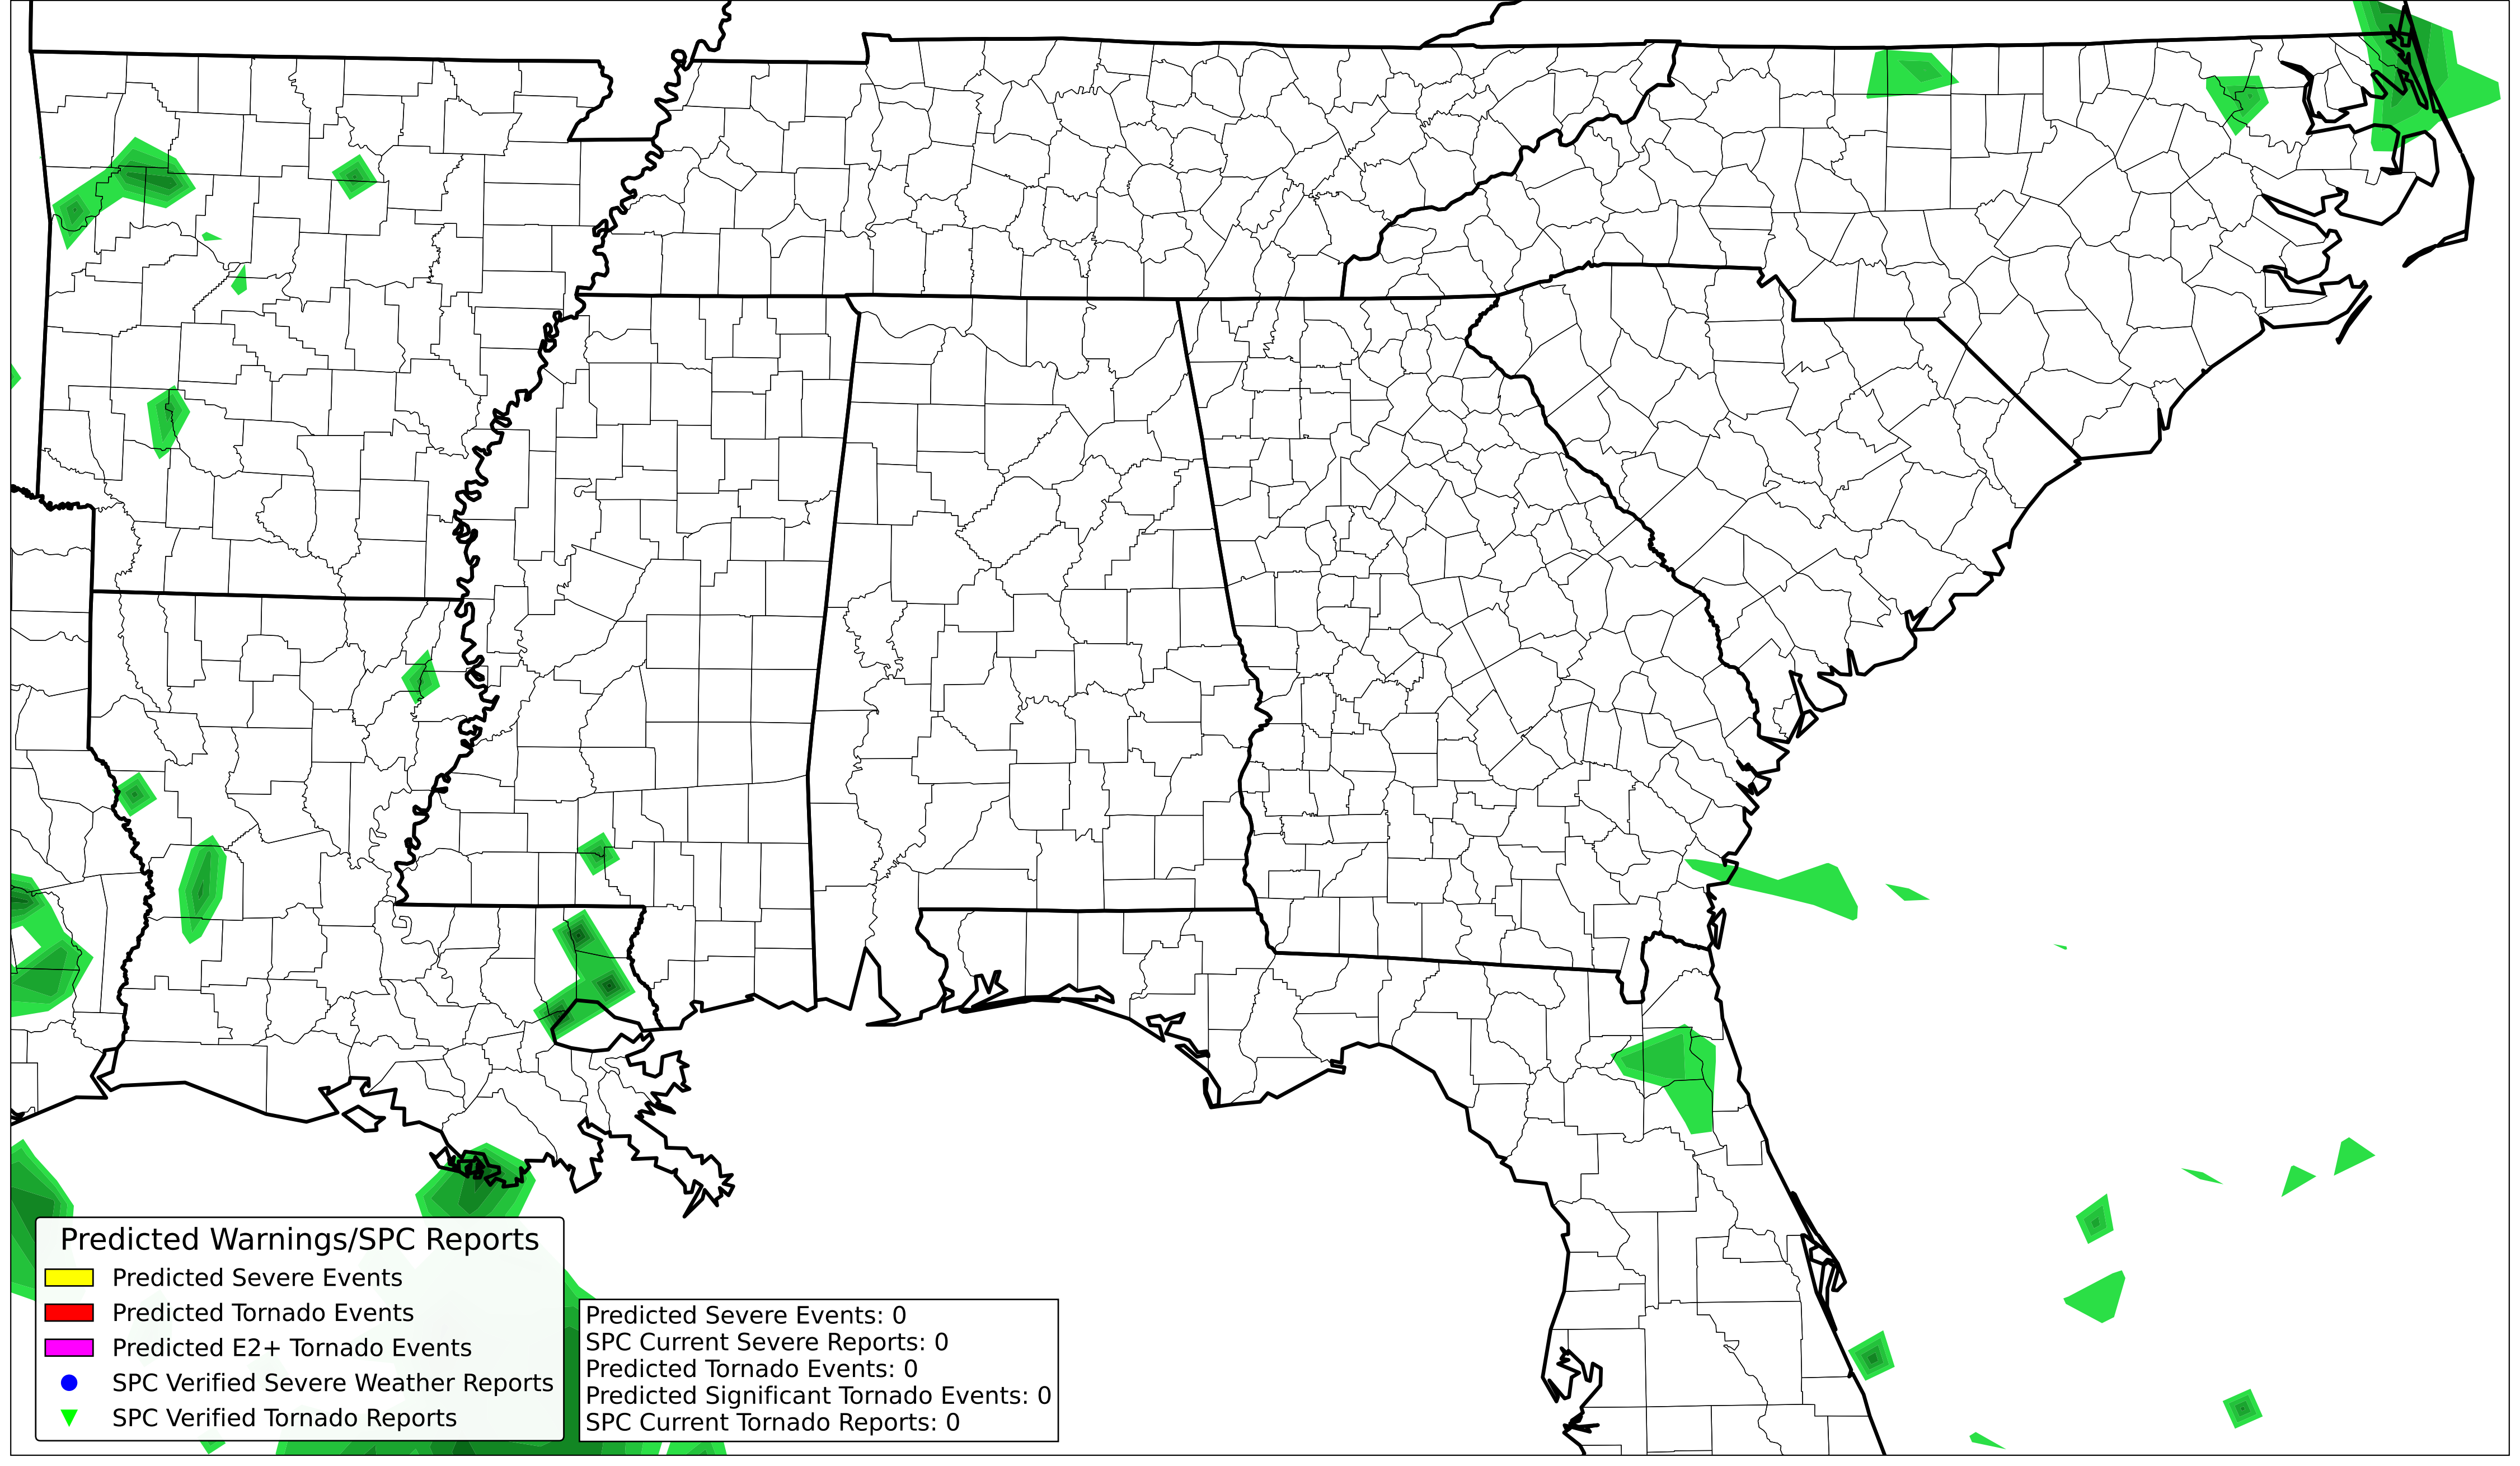 Predicted Warnings/SPC Reports
Predicted Severe Events
Predicted Tornado Events
Predicted E2+ Tornado Events
SPC Verified Severe Weather Reports
SPC Verified Tornado Reports
Predicted Severe Events: 0
SPC Current Severe Reports: 0
Predicted Tornado Events: 0
Predicted Significant Tornado Events: 0
SPC Current Tornado Reports: 0